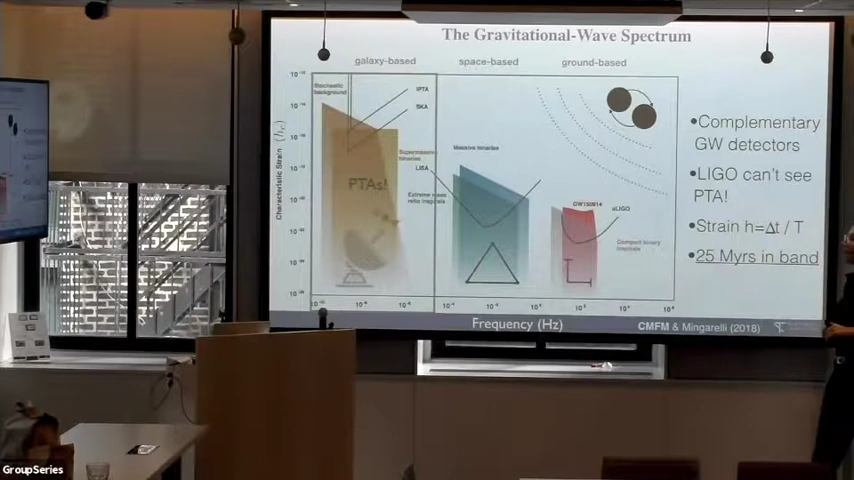 The Gravitational-Wave Spectrum
galaxy-based
space-based
ground-based
Stochastic
background
IPTA
SKA
Supermassive
binaries
LISA
Extreme mass
ratio inspirals
Massive binaries
GW150914
aLIGO
Compact binary
inspirals
PTAs!
Characteristic Strain (hc)
•Complementary
GW detectors
•LIGO can't see
PTA!
•Strain h=Δt / T
•25 Myrs in band
Frequency (Hz)
CMFM & Mingarelli (2018)
GroupSeries